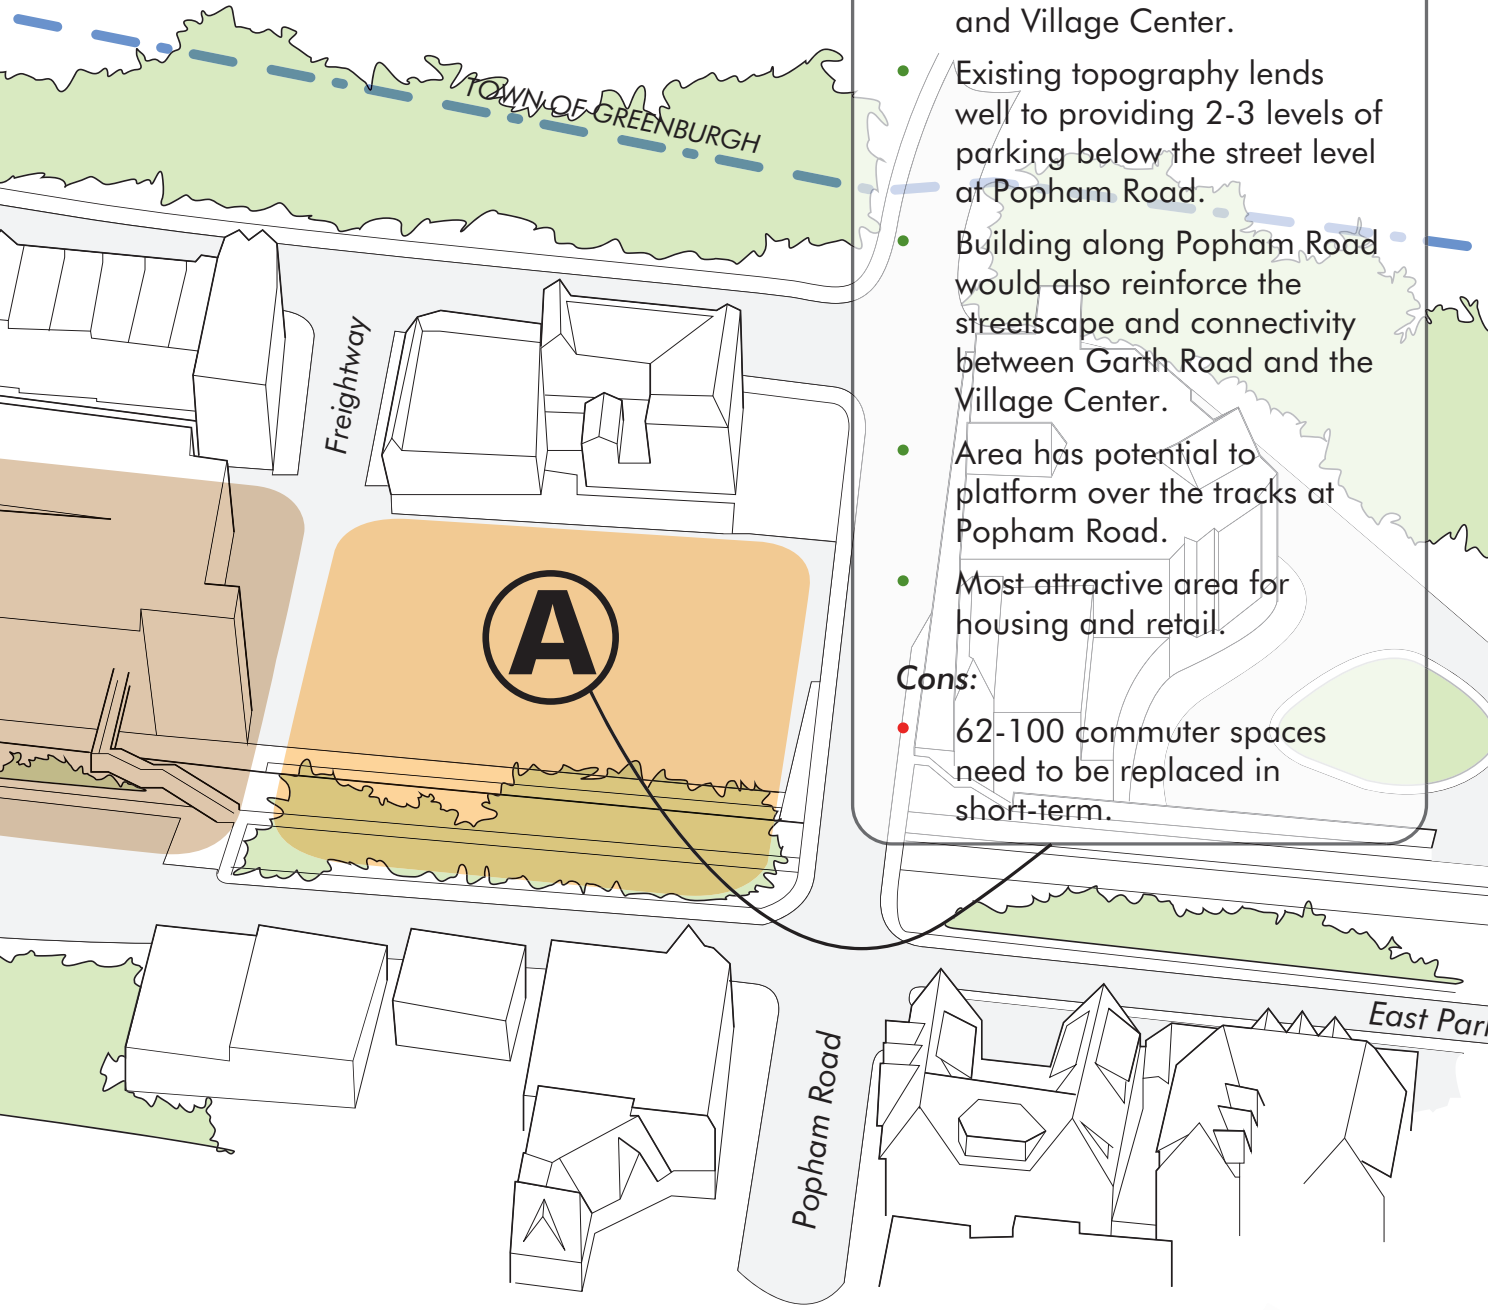 and Village Center.
• Existing topography lends
well to providing 2-3 levels of
parking below the street level
at Popham Road.
• Building along Popham Road
would also reinforce the
streetscape and connectivity
between Garth Road and the
Village Center.
• Area has potential to
platform over the tracks at
Popham Road.
• Most attractive area for
housing and retail.
Cons:
• 62-100 commuter spaces
need to be replaced in
short-term.
TOWN OF GREENBURGH
Freightway
A
East Park
Popham Road